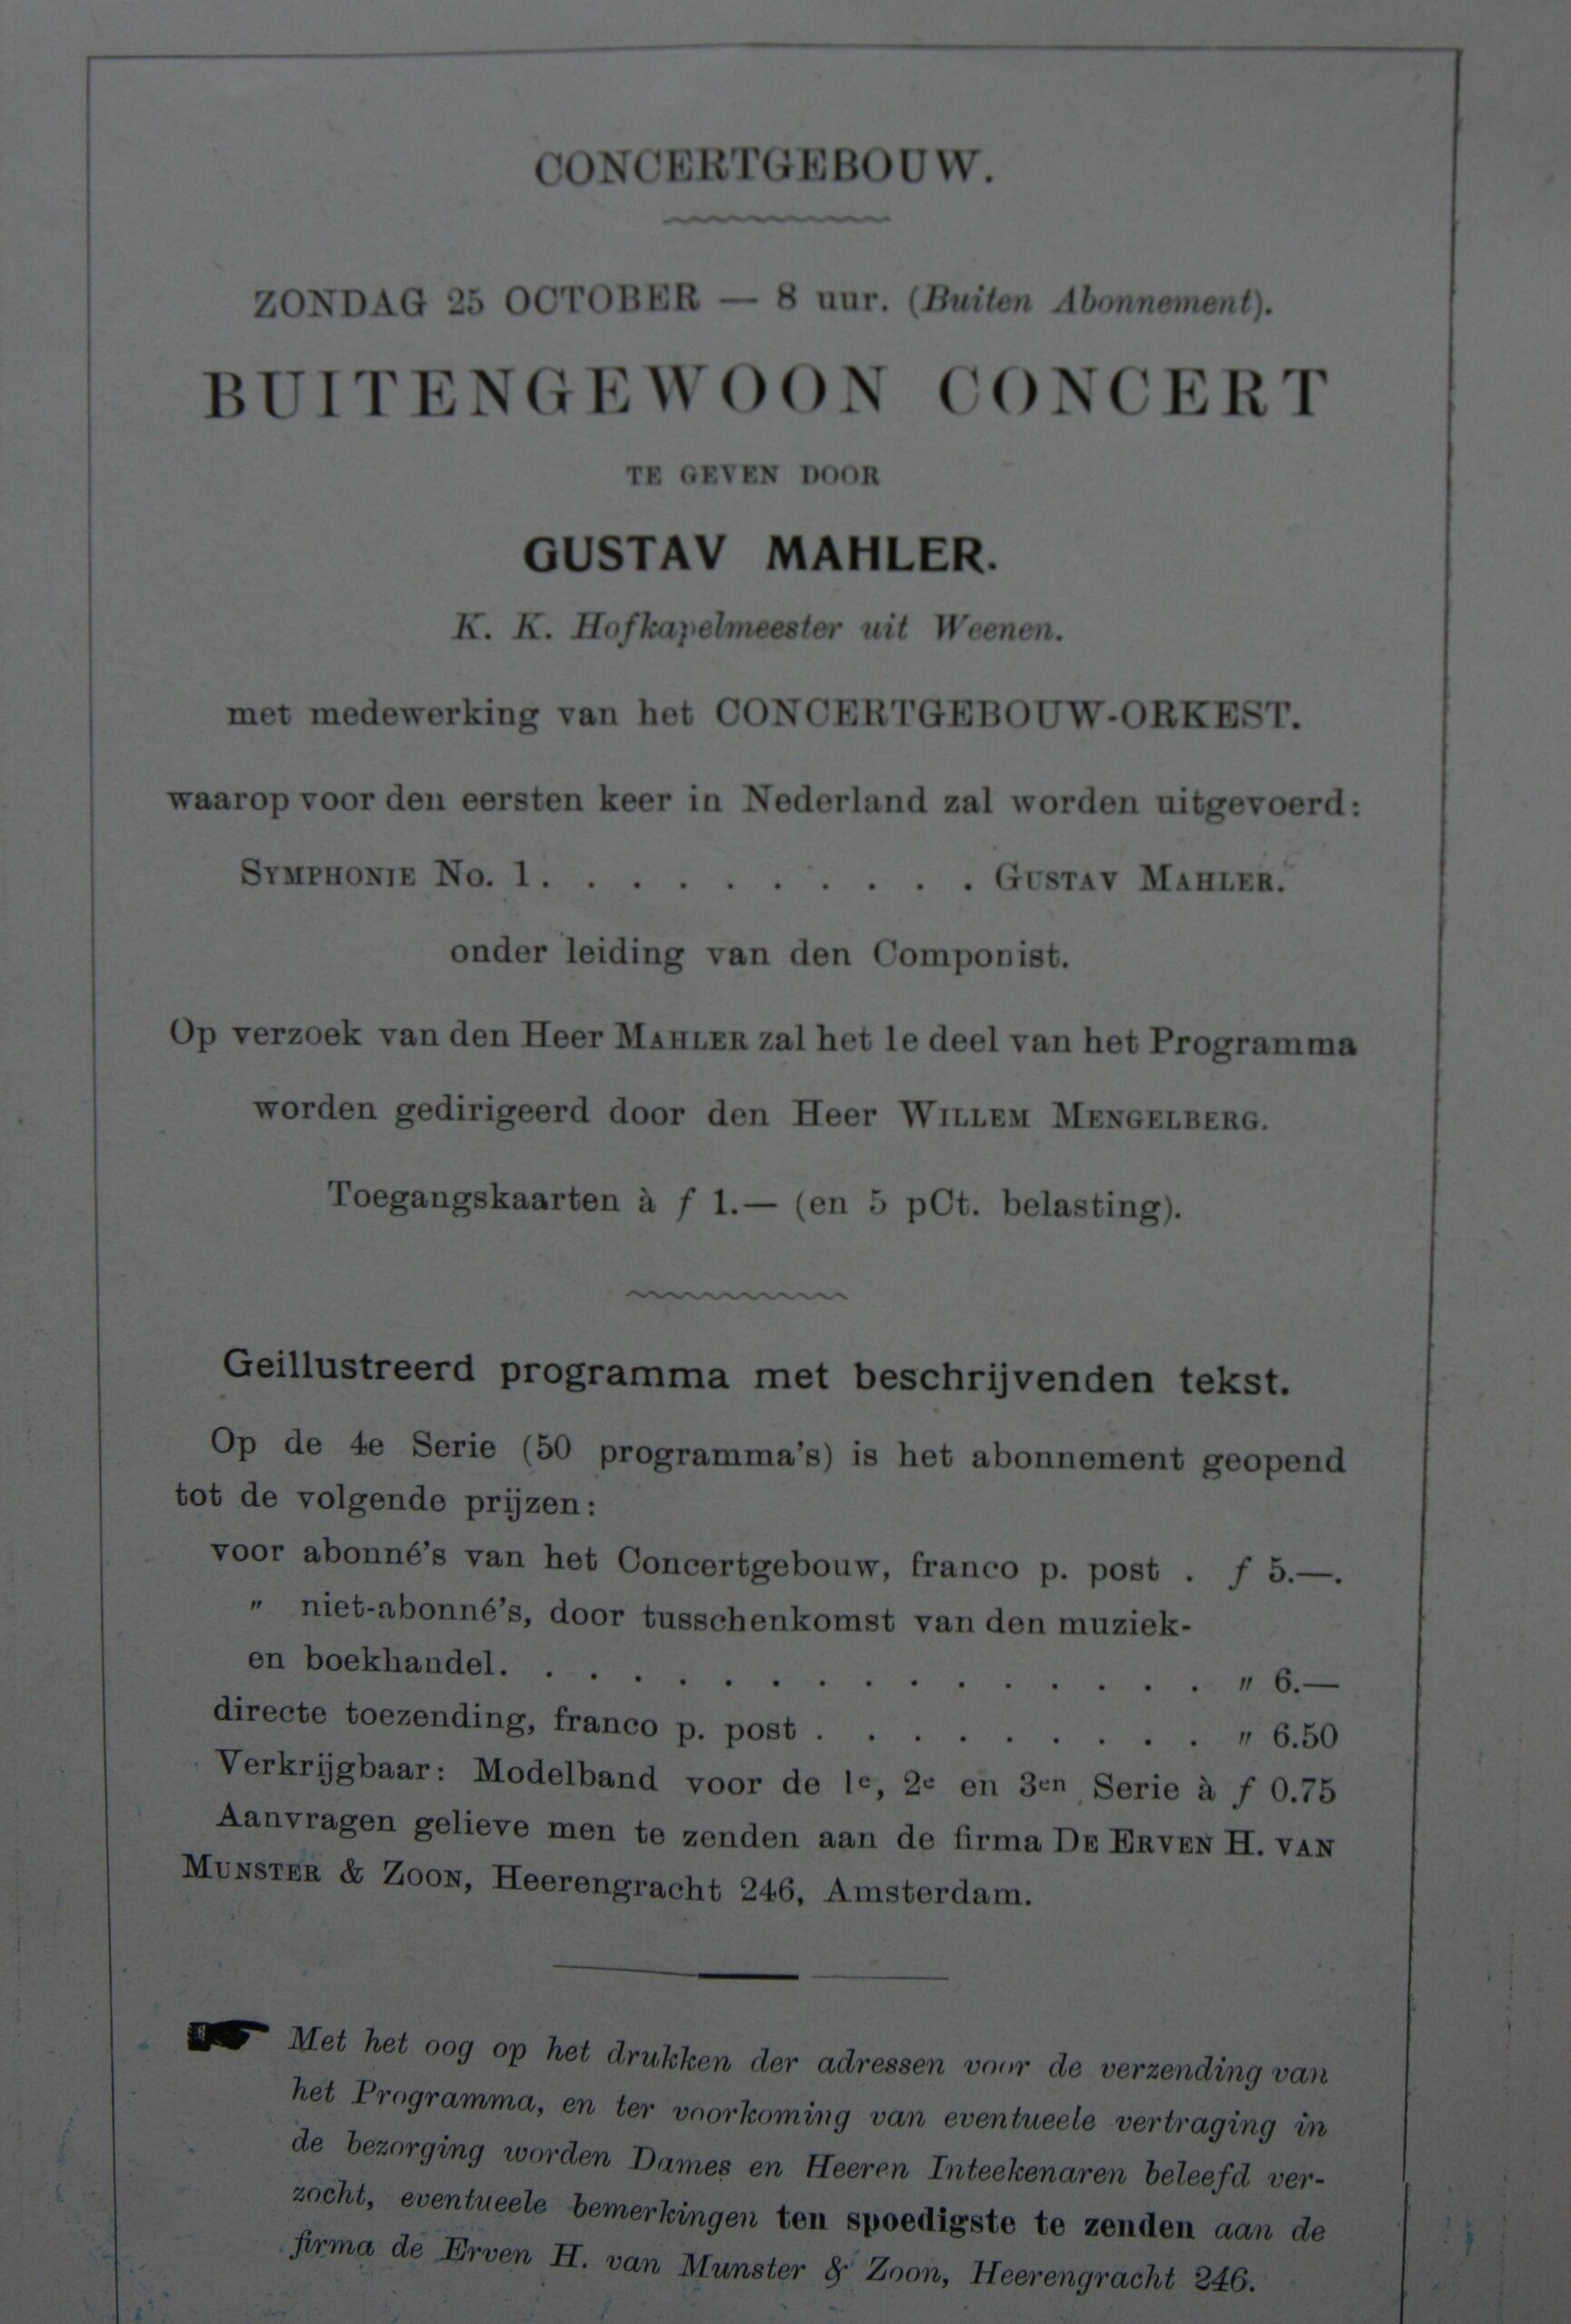 CONCERTGEBOUW.
ZONDAG 25 OCTOBER — 8 uur. (Buiten Abonnement).
BUITENGEWOON CONCERT
TE GEVEN DOOR
GUSTAV MAHLER.
K. K. Hofkapelmeester uit Weenen.
met medewerking van het CONCERTGEBOUW-ORKEST.
waarop voor den eersten keer in Nederland zal worden uitgevoerd:
SYMPHONIE No. 1. . . . . . . . . . GUSTAV MAHLER.
onder leiding van den Componist.
Op verzoek van den Heer MAHLER zal het 1e deel van het Programma
worden gedirigeerd door den Heer WILLEM MENGELBERG.
Toegangskaarten à f 1.— (en 5 pCt. belasting).
Geillustreerd programma met beschrijvenden tekst.
Op de 4e Serie (50 programma's) is het abonnement geopend
tot de volgende prijzen:
voor abonné's van het Concertgebouw, franco p. post . f 5.—.
" niet-abonné's, door tusschenkomst van den muziek-
en boekhandel. . . . . . . . . . . . . . . . " 6.—
directe toezending, franco p. post . . . . . . . . . " 6.50
Verkrijgbaar: Modelband voor de 1e, 2e en 3en Serie à f 0.75
Aanvragen gelieve men te zenden aan de firma DE ERVEN H. VAN
MUNSTER & ZOON, Heerengracht 246, Amsterdam.
☛ Met het oog op het drukken der adressen voor de verzending van
het Programma, en ter voorkoming van eventueele vertraging in
de bezorging worden Dames en Heeren Inteekenaren beleefd ver-
zocht, eventueele bemerkingen ten spoedigste te zenden aan de
firma de Erven H. van Munster & Zoon, Heerengracht 246.